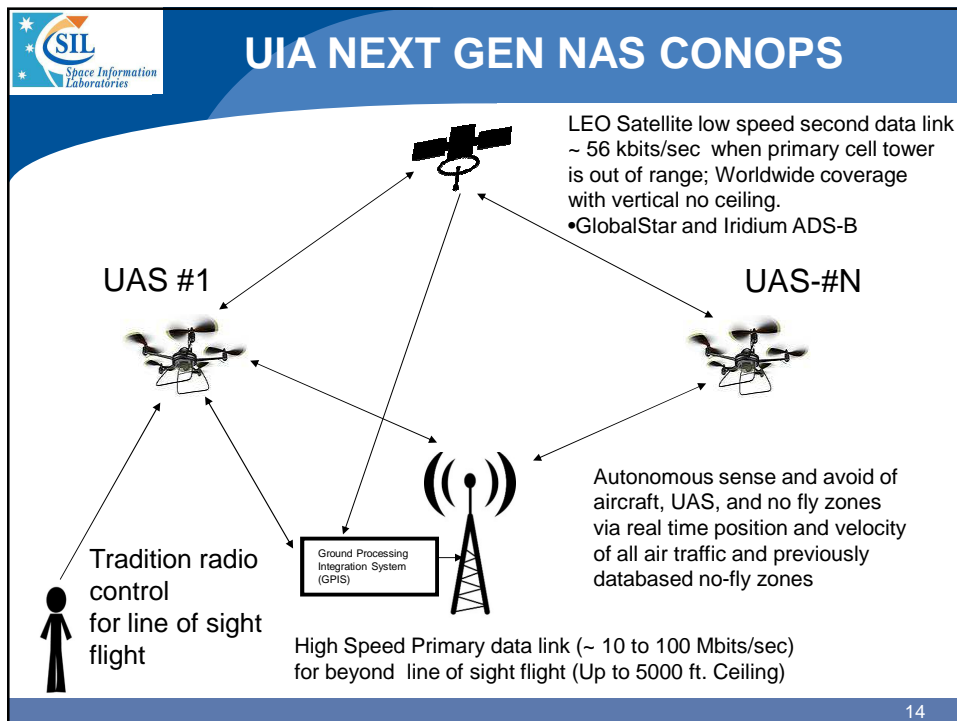 SIL
Space Information
Laboratories
UIA NEXT GEN NAS CONOPS
LEO Satellite low speed second data link
~ 56 kbits/sec when primary cell tower
is out of range; Worldwide coverage
with vertical no ceiling.
•GlobalStar and Iridium ADS-B
UAS #1
UAS-#N
Autonomous sense and avoid of
aircraft, UAS, and no fly zones
via real time position and velocity
of all air traffic and previously
databased no-fly zones
Ground Processing
Integration System
(GPIS)
Tradition radio
control
for line of sight
flight
High Speed Primary data link (~ 10 to 100 Mbits/sec)
for beyond line of sight flight (Up to 5000 ft. Ceiling)
14